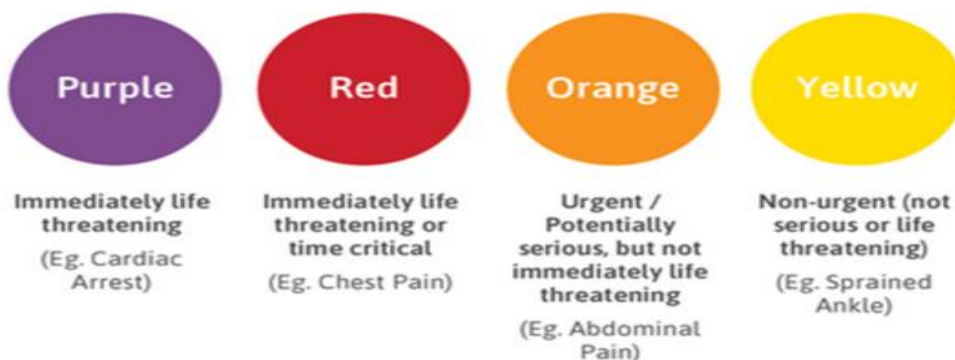 Purple
Immediately life
threatening
(Eg. Cardiac
Arrest)
Red
Immediately life
threatening or
time critical
(Eg. Chest Pain)
Orange
Urgent /
Potentially
serious, but not
immediately life
threatening
(Eg. Abdominal
Pain)
Yellow
Non-urgent (not
serious or life
threatening)
(Eg. Sprained
Ankle)